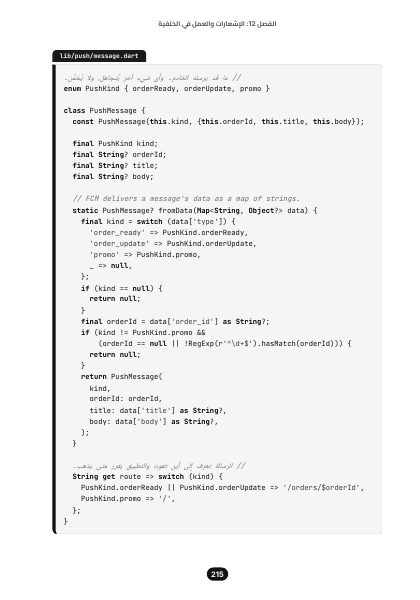 الفصل 12: الإشعارات والعمل في الخلفية
lib/push/message.dart
// ما قد يرسله الخادم. وأي شيء آخر يُتجاهل، ولا يُخمَّن.
enum PushKind { orderReady, orderUpdate, promo }
class PushMessage {
const PushMessage(this.kind, {this.orderId, this.title, this.body});
final PushKind kind;
final String? orderId;
final String? title;
final String? body;
// FCM delivers a message's data as a map of strings.
static PushMessage? fromData(Map<String, Object?> data) {
final kind = switch (data['type']) {
'order_ready' => PushKind.orderReady,
'order_update' => PushKind.orderUpdate,
'promo' => PushKind.promo,
_ => null,
};
if (kind == null) {
return null;
}
final orderId = data['order_id'] as String?;
if (kind != PushKind.promo &&
(orderId == null || !RegExp(r'^\d+$').hasMatch(orderId))) {
return null;
}
return PushMessage(
kind,
orderId: orderId,
title: data['title'] as String?,
body: data['body'] as String?,
);
}
// الرسالة تعرف إلى أين تقود؛ والتطبيق يقرر متى يذهب.
String get route => switch (kind) {
PushKind.orderReady || PushKind.orderUpdate => '/orders/$orderId',
PushKind.promo => '/',
};
}
215